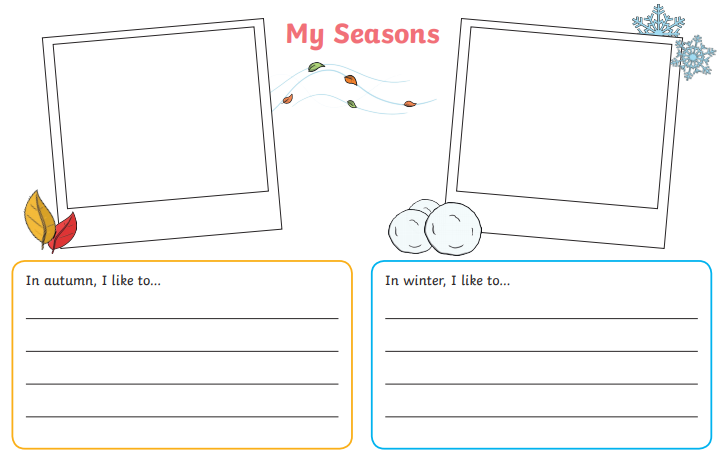 My Seasons
In autumn, I like to...
In winter, I like to...